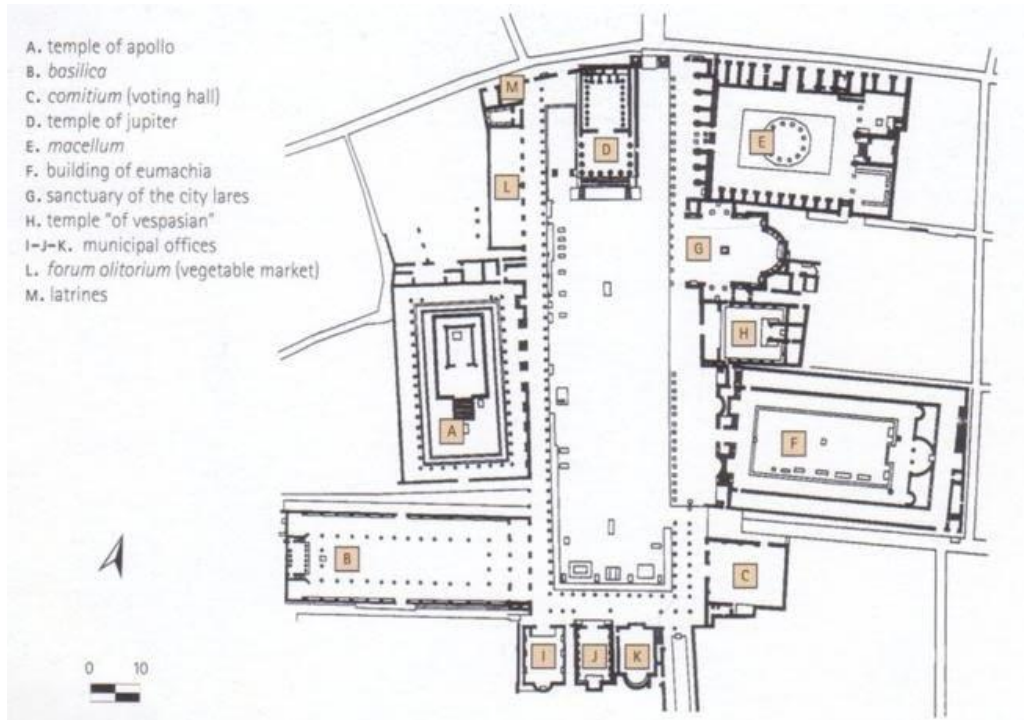 A. temple of apollo
B. basilica
C. comitium (voting hall)
D. temple of jupiter
E. macellum
F. building of eumachia
G. sanctuary of the city lares
H. temple "of vespasian"
I-J-K. municipal offices
L. forum olitorium (vegetable market)
M. latrines
M
D
E
L
G
H
A
F
B
C
I
J
K
0 10